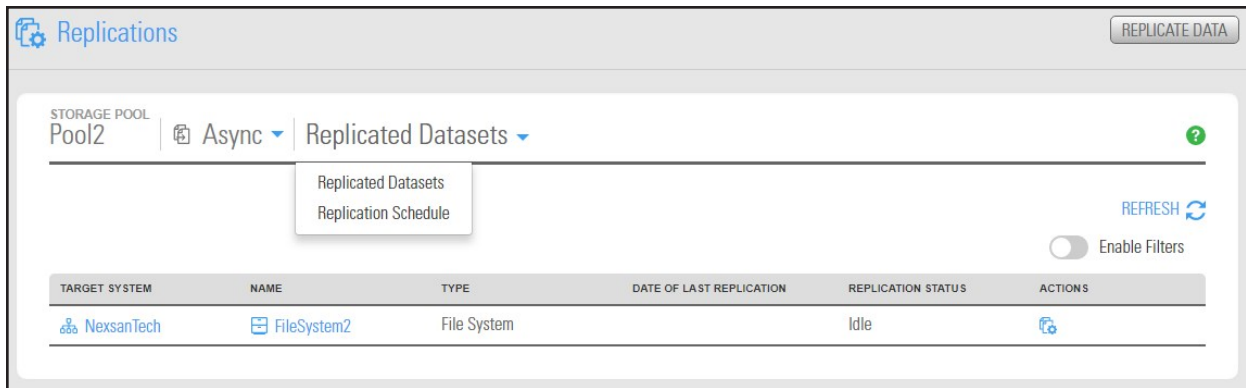 Replications
REPLICATE DATA
STORAGE POOL
Pool2 Async Replicated Datasets
?
Replicated Datasets
Replication Schedule
REFRESH
Enable Filters
TARGET SYSTEM NAME TYPE DATE OF LAST REPLICATION REPLICATION STATUS ACTIONS
NexsanTech FileSystem2 File System Idle